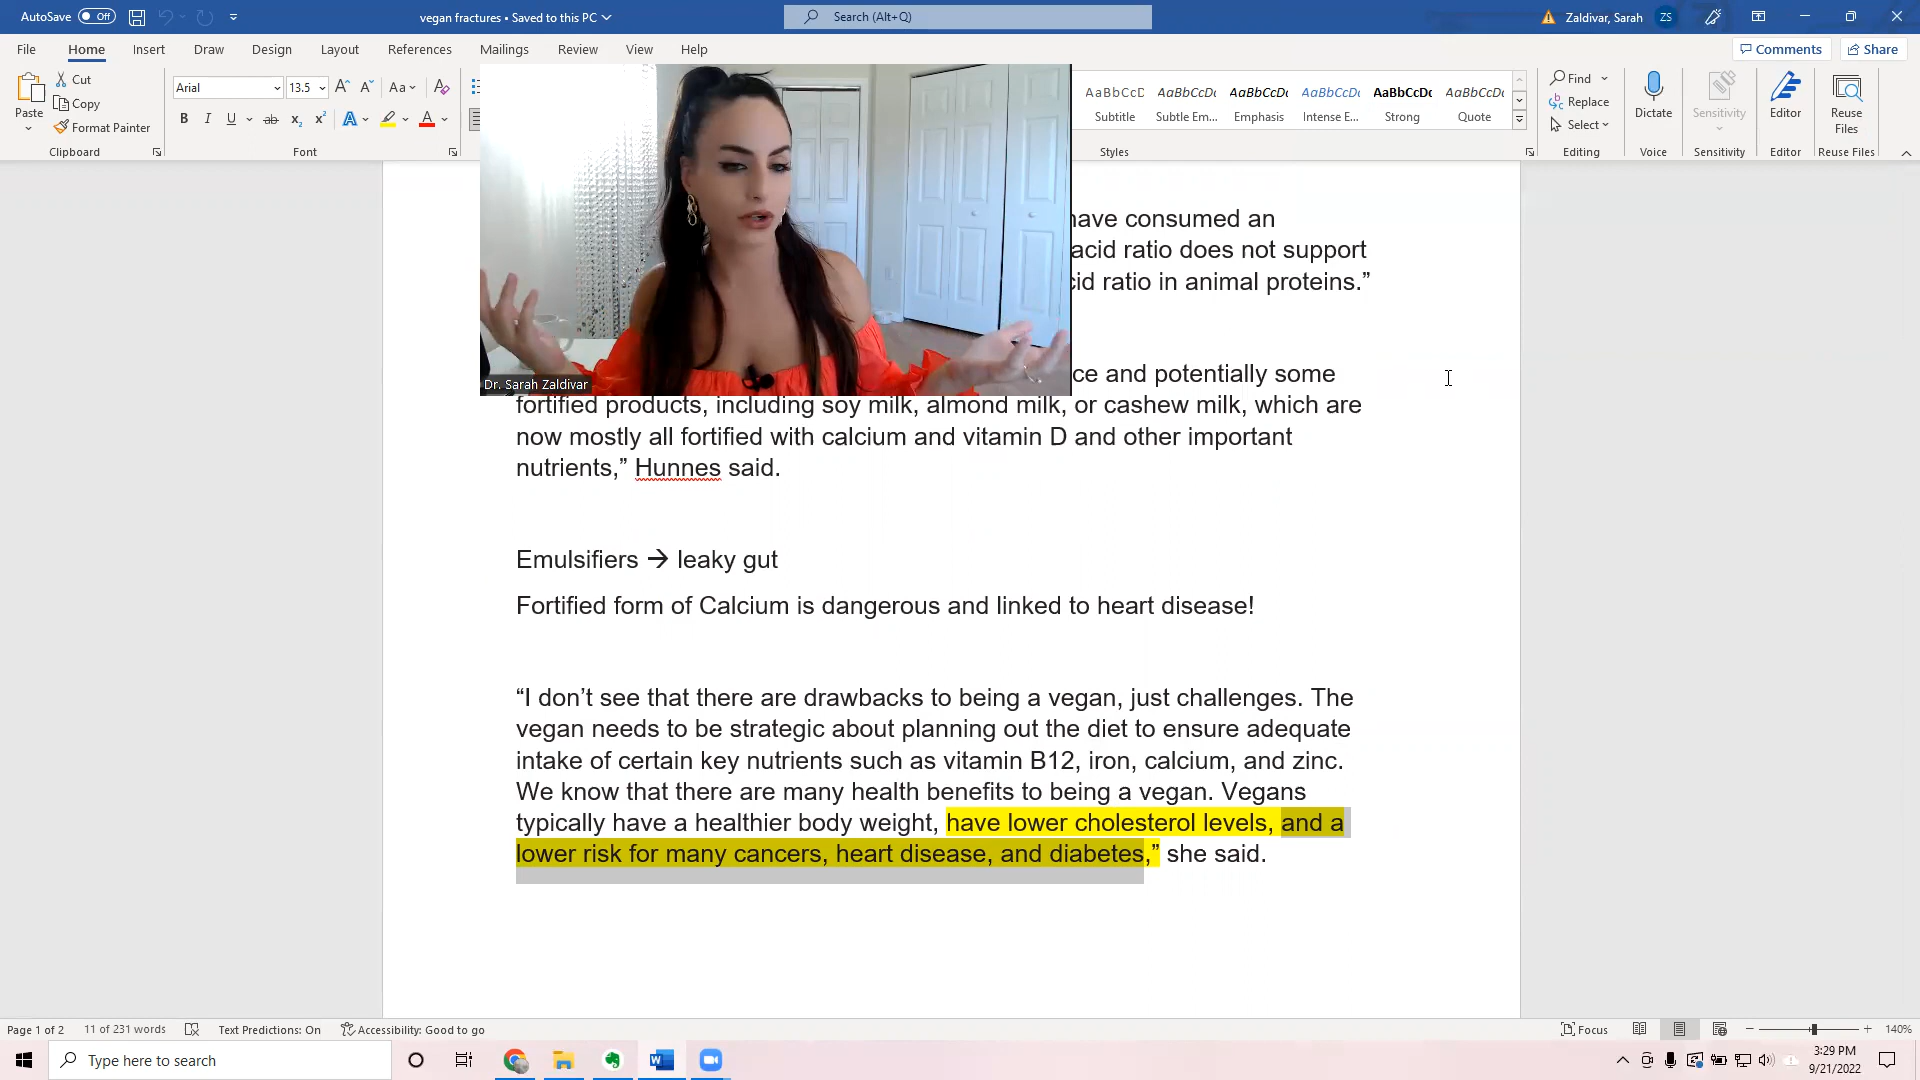 AutoSave Off vegan fractures • Saved to this PC Search (Alt+Q) Zaldivar, Sarah ZS
File Home Insert Draw Design Layout References Mailings Review View Help Comments Share
Paste Cut Copy Format Painter
Arial 13.5 Aa
B I U ab x₂ x² A A
AaBbCcD AaBbCcDc AaBbCcDc AaBbCcDc AaBbCcDc AaBbCcDc
Subtitle Subtle Em... Emphasis Intense E... Strong Quote
Find Replace Select
Dictate Sensitivity Editor Reuse Files
Clipboard Font Styles Editing Voice Sensitivity Editor Reuse Files
have consumed an
acid ratio does not support
ratio in animal proteins.”
and potentially some
fortified products, including soy milk, almond milk, or cashew milk, which are
now mostly all fortified with calcium and vitamin D and other important
nutrients,” Hunnes said.
Dr. Sarah Zaldivar
Emulsifiers → leaky gut
Fortified form of Calcium is dangerous and linked to heart disease!
“I don’t see that there are drawbacks to being a vegan, just challenges. The
vegan needs to be strategic about planning out the diet to ensure adequate
intake of certain key nutrients such as vitamin B12, iron, calcium, and zinc.
We know that there are many health benefits to being a vegan. Vegans
typically have a healthier body weight, have lower cholesterol levels, and a
lower risk for many cancers, heart disease, and diabetes,” she said.
Page 1 of 2 11 of 231 words Text Predictions: On Accessibility: Good to go Focus 140%
Type here to search
3:29 PM
9/21/2022